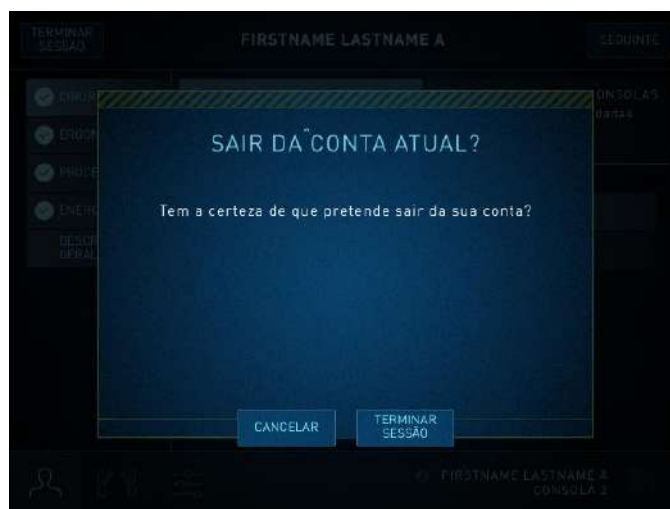 TERMINAR
SESSÃO
FIRSTNAME LASTNAME A
SEGUINTE
SAIR DA CONTA ATUAL?
Tem a certeza de que pretende sair da sua conta?
CANCELAR
TERMINAR
SESSÃO
FIRSTNAME LASTNAME A
CONSOLA 2